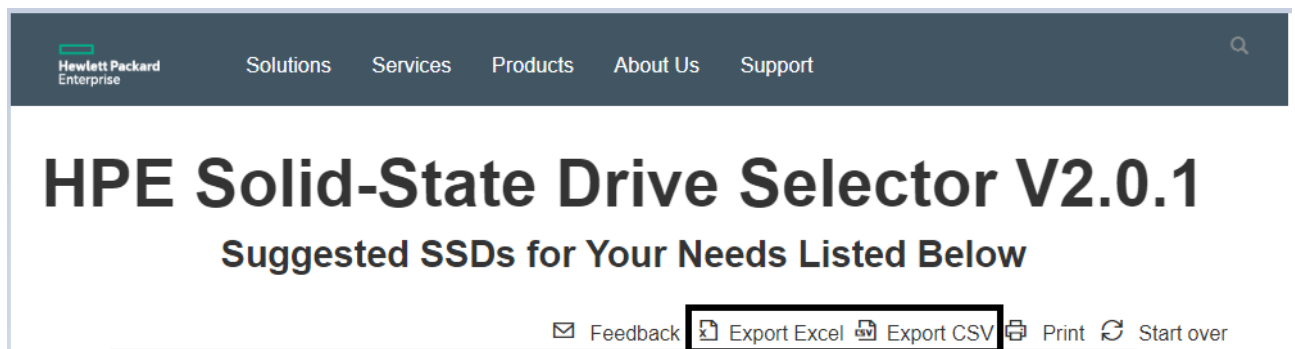 Hewlett Packard
Enterprise
Solutions Services Products About Us Support
HPE Solid-State Drive Selector V2.0.1
Suggested SSDs for Your Needs Listed Below
Feedback Export Excel CSV Export CSV Print Start over